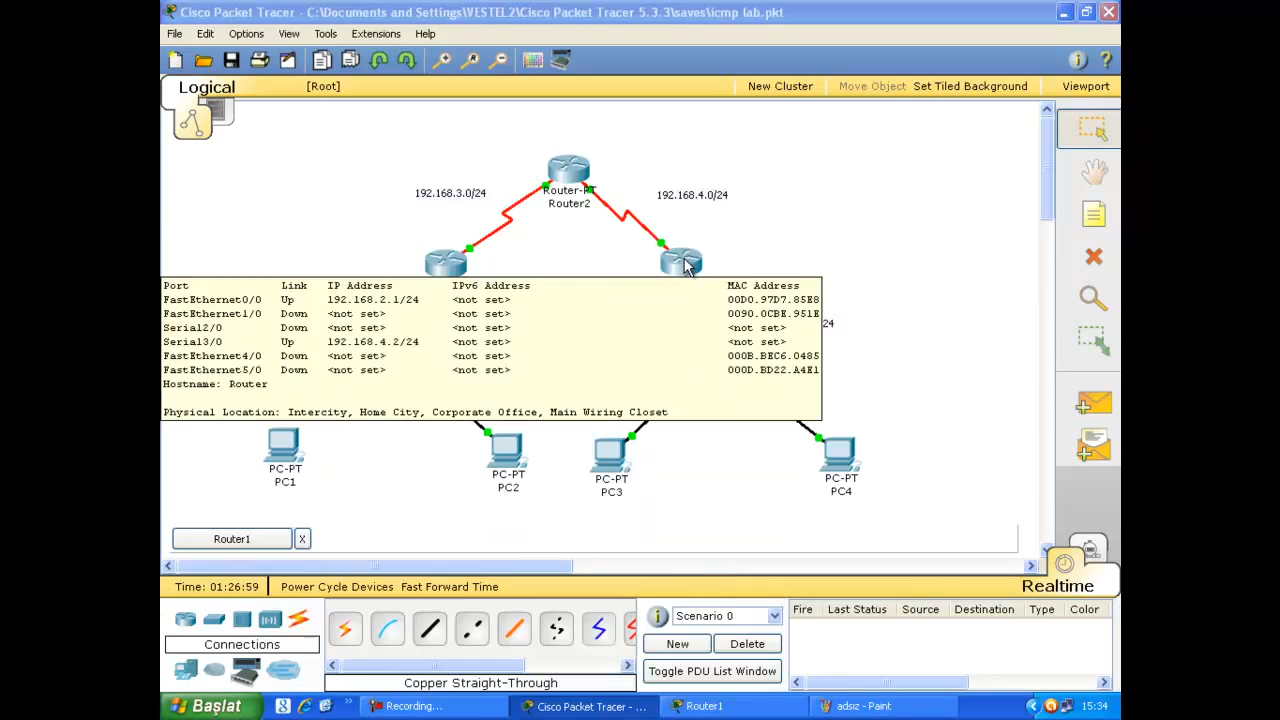 Cisco Packet Tracer - C:\Documents and Settings\VESTEL2\Cisco Packet Tracer 5.3.3\saves\icmp lab.pkt
File Edit Options View Tools Extensions Help
Logical [Root] New Cluster Move Object Set Tiled Background Viewport
192.168.3.0/24
192.168.4.0/24
Router-PT
Router2
Port Link IP Address IPv6 Address MAC Address
FastEthernet0/0 Up 192.168.2.1/24 <not set> 00D0.97D7.85E8
FastEthernet1/0 Down <not set> <not set> 0090.0CBE.951E
Serial2/0 Down <not set> <not set> <not set>
Serial3/0 Up 192.168.4.2/24 <not set> <not set>
FastEthernet4/0 Down <not set> <not set> 000B.BEC6.0485
FastEthernet5/0 Down <not set> <not set> 000D.BD22.A4E1
Hostname: Router
Physical Location: Intercity, Home City, Corporate Office, Main Wiring Closet
24
PC-PT
PC1
PC-PT
PC2
PC-PT
PC3
PC-PT
PC4
Router1 X
Time: 01:26:59 Power Cycle Devices Fast Forward Time Realtime
Connections
Copper Straight-Through
Scenario 0
New Delete
Toggle PDU List Window
Fire Last Status Source Destination Type Color
Başlat Recording... Cisco Packet Tracer - ... Router1 adsız - Paint 15:34